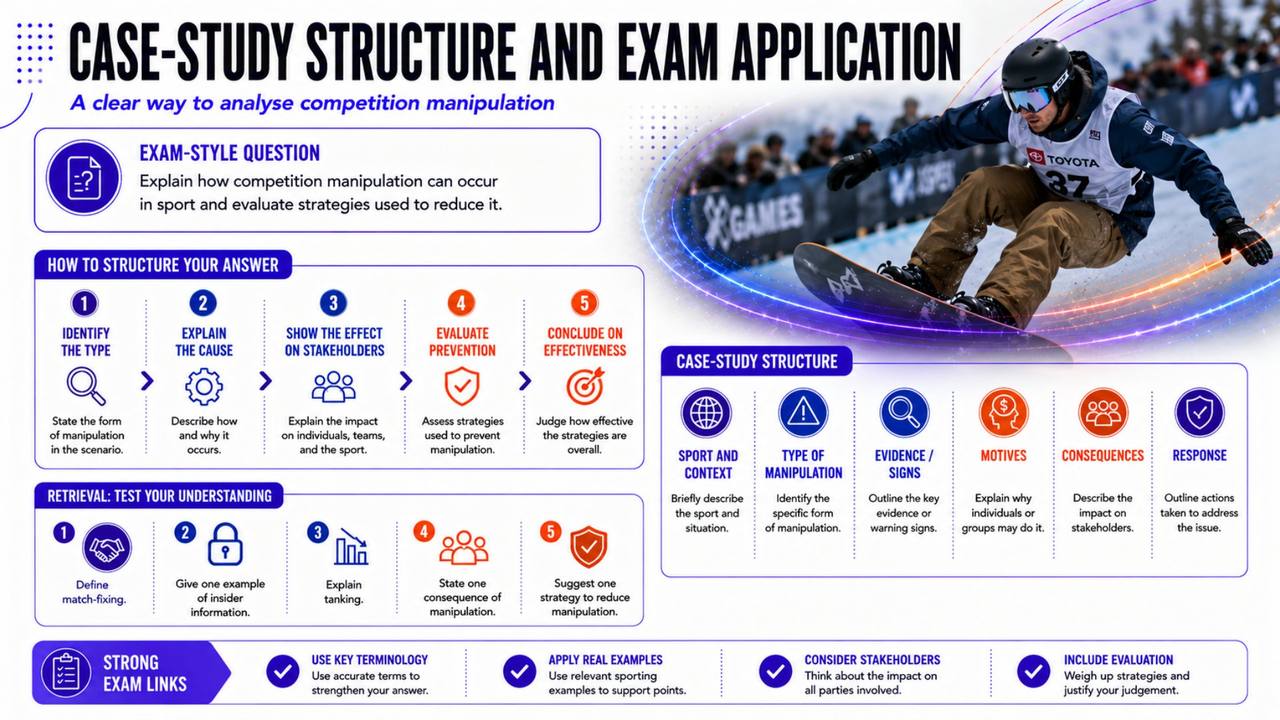 CASE-STUDY STRUCTURE AND EXAM APPLICATION
A clear way to analyse competition manipulation
EXAM-STYLE QUESTION
Explain how competition manipulation can occur
in sport and evaluate strategies used to reduce it.
HOW TO STRUCTURE YOUR ANSWER
1
IDENTIFY
THE TYPE
State the form
of manipulation
in the scenario.
2
EXPLAIN
THE CAUSE
Describe how
and why it
occurs.
3
SHOW THE EFFECT
ON STAKEHOLDERS
Explain the impact
on individuals, teams,
and the sport.
4
EVALUATE
PREVENTION
Assess strategies
used to prevent
manipulation.
5
CONCLUDE ON
EFFECTIVENESS
Judge how effective
the strategies are
overall.
RETRIEVAL: TEST YOUR UNDERSTANDING
1
Define
match-fixing.
2
Give one example
of insider
information.
3
Explain
tanking.
4
State one
consequence of
manipulation.
5
Suggest one
strategy to reduce
manipulation.
TOYOTA
37
X GAMES
ASPEN
CASE-STUDY STRUCTURE
SPORT AND
CONTEXT
Briefly describe
the sport and
situation.
TYPE OF
MANIPULATION
Identify the
specific form
of manipulation.
EVIDENCE /
SIGNS
Outline the key
evidence or
warning signs.
$
MOTIVES
Explain why
individuals or
groups may do it.
CONSEQUENCES
Describe the
impact on
stakeholders.
RESPONSE
Outline actions
taken to address
the issue.
STRONG
EXAM LINKS
USE KEY TERMINOLOGY
Use accurate terms to
strengthen your answer.
APPLY REAL EXAMPLES
Use relevant sporting
examples to support points.
CONSIDER STAKEHOLDERS
Think about the impact on
all parties involved.
INCLUDE EVALUATION
Weigh up strategies and
justify your judgement.